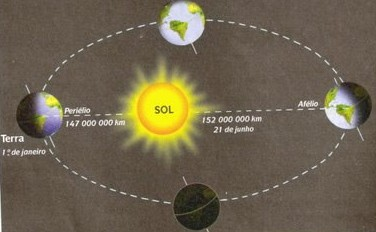 SOL
Periélio
147 000 000 km
152 000 000 km
21 de junho
Afélio
Terra
1º de janeiro